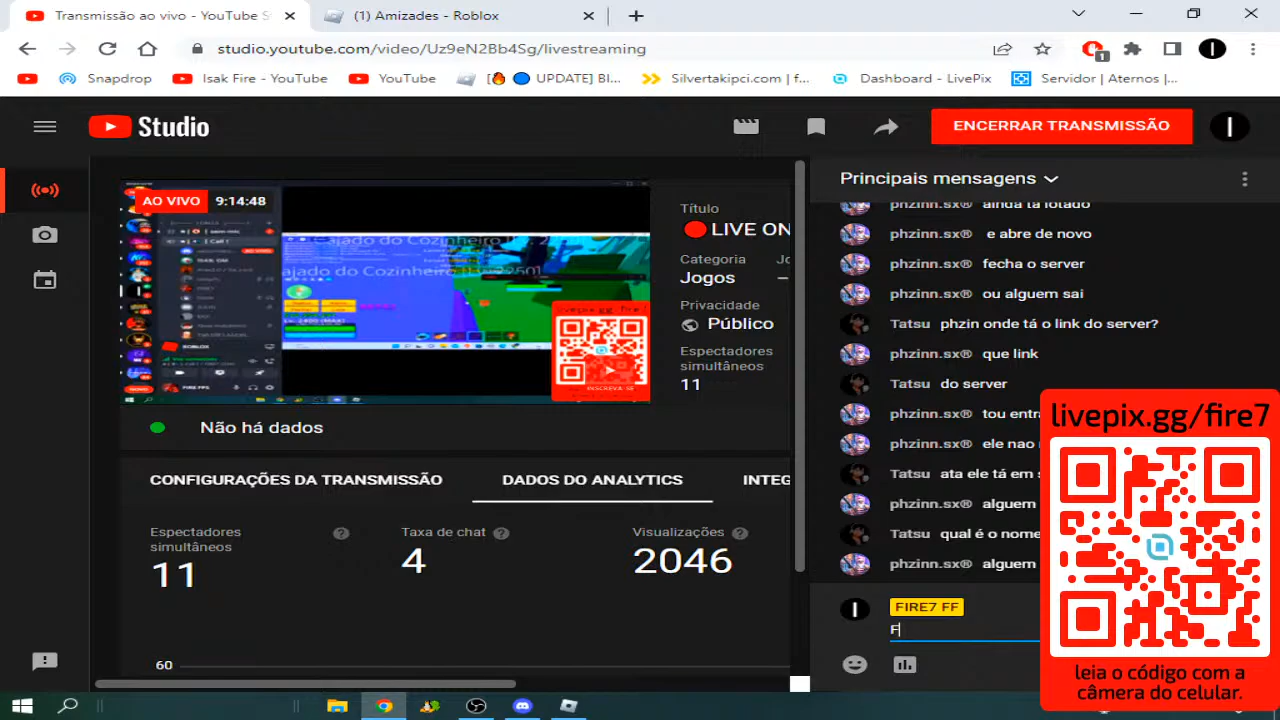 Transmissão ao vivo - YouTube S
(1) Amizades - Roblox
studio.youtube.com/video/Uz9eN2Bb4Sg/livestreaming
1
Snapdrop
Isak Fire - YouTube
YouTube
[🔥 🔵 UPDATE] Bl...
Silvertakipci.com | f...
Dashboard - LivePix
Servidor | Aternos |...
Studio
ENCERRAR TRANSMISSÃO
AO VIVO 9:14:48
Título
LIVE ON
Categoria
Jogos
Privacidade
Público
Espectadores
simultâneos
11
Não há dados
CONFIGURAÇÕES DA TRANSMISSÃO
DADOS DO ANALYTICS
INTEG
Espectadores
simultâneos
11
Taxa de chat
4
Visualizações
2046
60
Principais mensagens
phzinn.sx® ainda ta lotado
phzinn.sx® e abre de novo
phzinn.sx® fecha o server
phzinn.sx® ou alguem sai
Tatsu phzin onde tá o link do server?
phzinn.sx® que link
Tatsu do server
phzinn.sx® tou entra
phzinn.sx® ele nao
Tatsu ata ele tá em s
phzinn.sx® alguem
Tatsu qual é o nome
phzinn.sx® alguem
FIRE7 FF
F
livepix.gg/fire7
leia o código com a
câmera do celular.